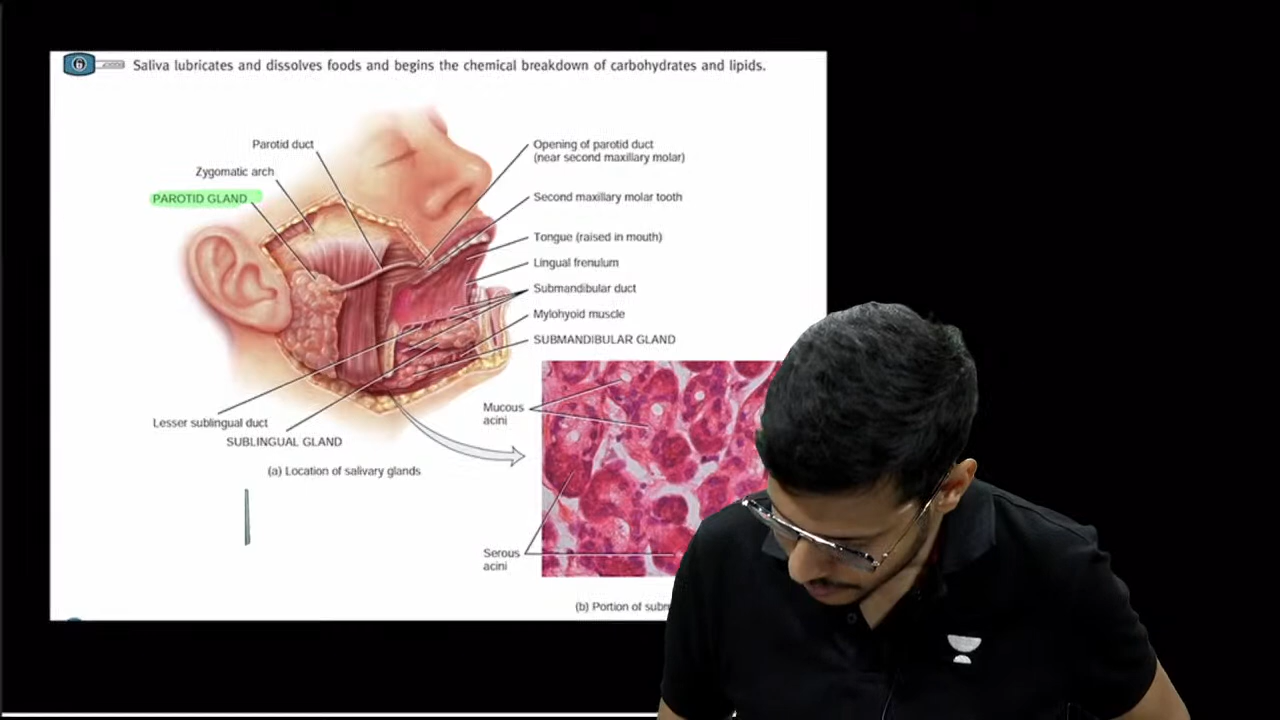 Saliva lubricates and dissolves foods and begins the chemical breakdown of carbohydrates and lipids.
Parotid duct
Zygomatic arch
PAROTID GLAND
Opening of parotid duct
(near second maxillary molar)
Second maxillary molar tooth
Tongue (raised in mouth)
Lingual frenulum
Submandibular duct
Mylohyoid muscle
SUBMANDIBULAR GLAND
Lesser sublingual duct
SUBLINGUAL GLAND
(a) Location of salivary glands
Mucous
acini
Serous
acini
(b) Portion of